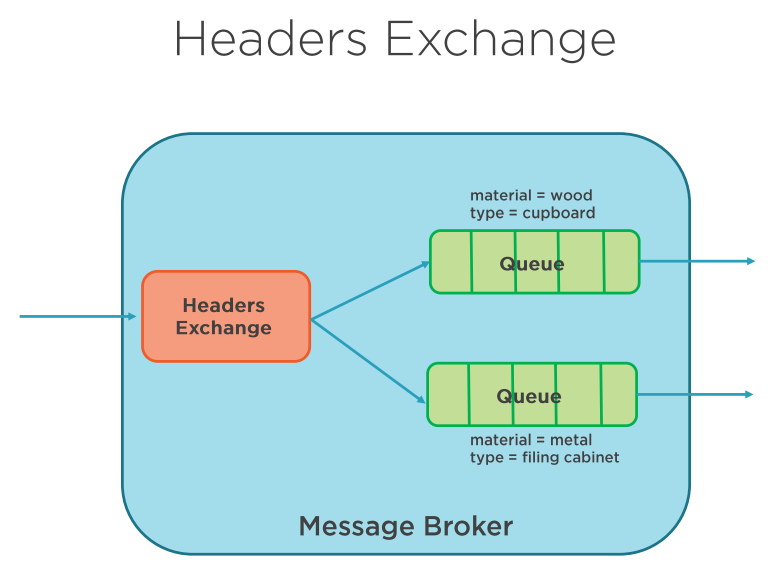 Headers Exchange
material = wood
type = cupboard
Queue
Headers
Exchange
Queue
material = metal
type = filing cabinet
Message Broker